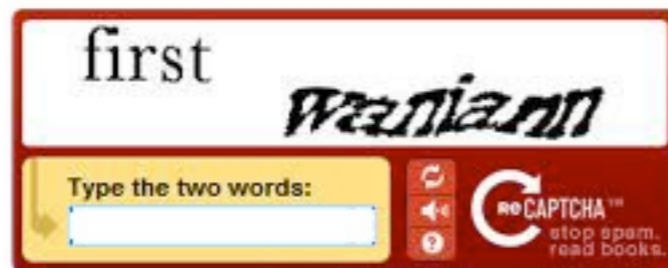 first
Type the two words:
reCAPTCHA™
stop spam.
read books.